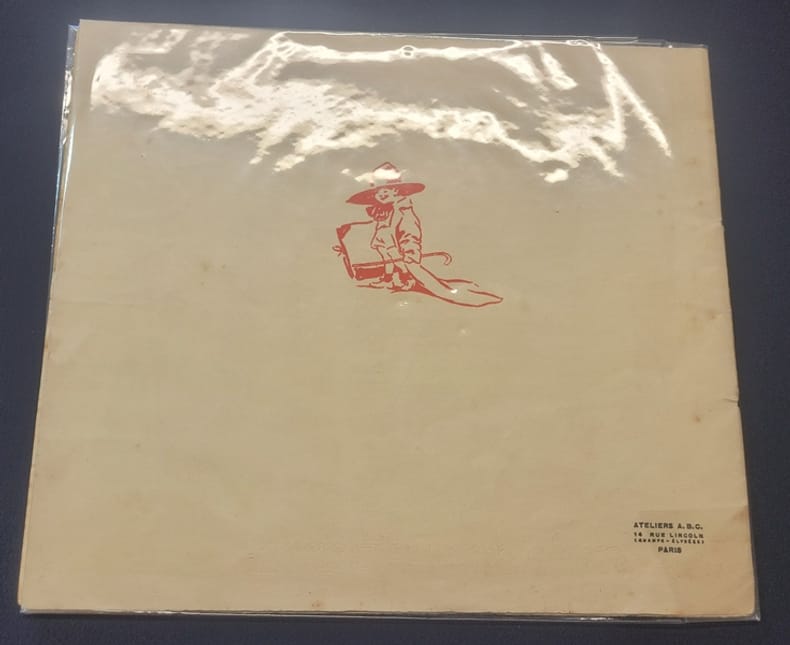 ATELIERS A.B.C.
14 RUE LINCOLN
(CHAMPS-ÉLYSÉES)
PARIS